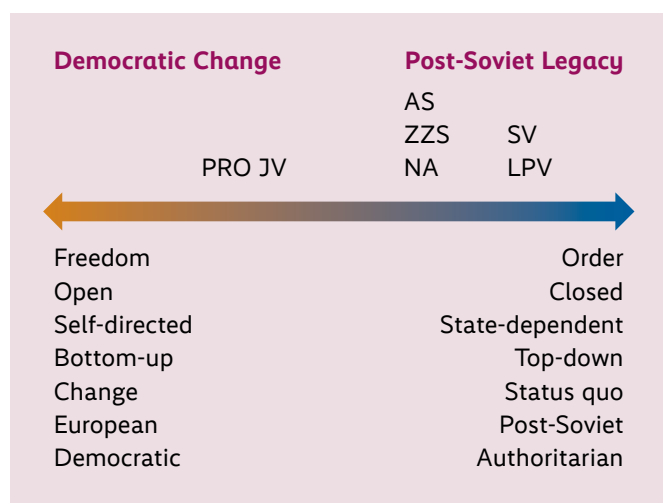 Democratic Change Post-Soviet Legacy
AS
ZZS SV
PRO JV NA LPV
Freedom Order
Open Closed
Self-directed State-dependent
Bottom-up Top-down
Change Status quo
European Post-Soviet
Democratic Authoritarian